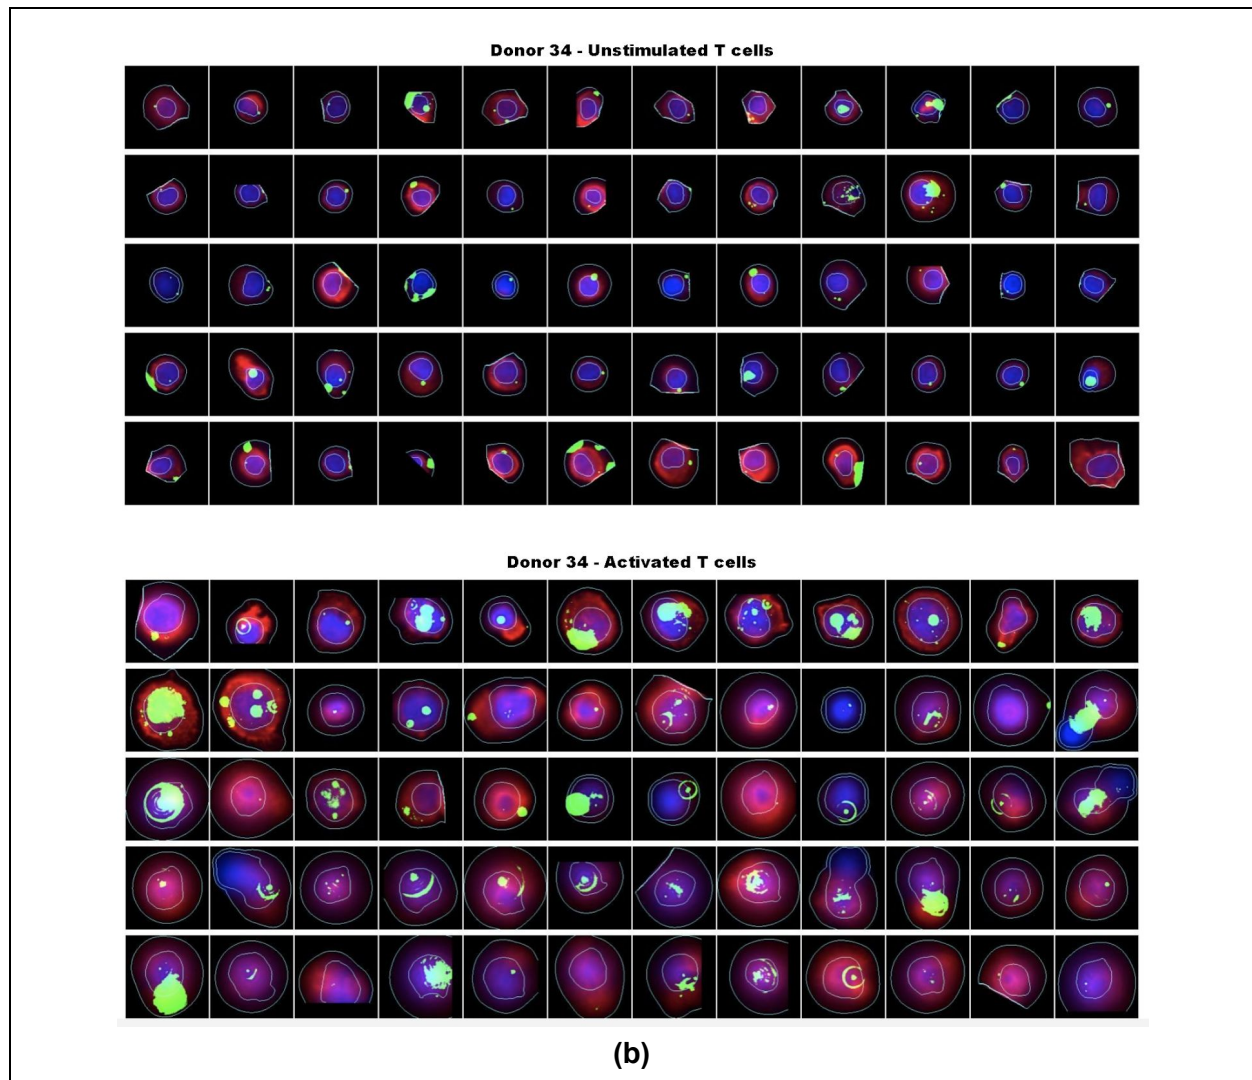 Donor 34 - Unstimulated T cells
Donor 34 - Activated T cells
(b)